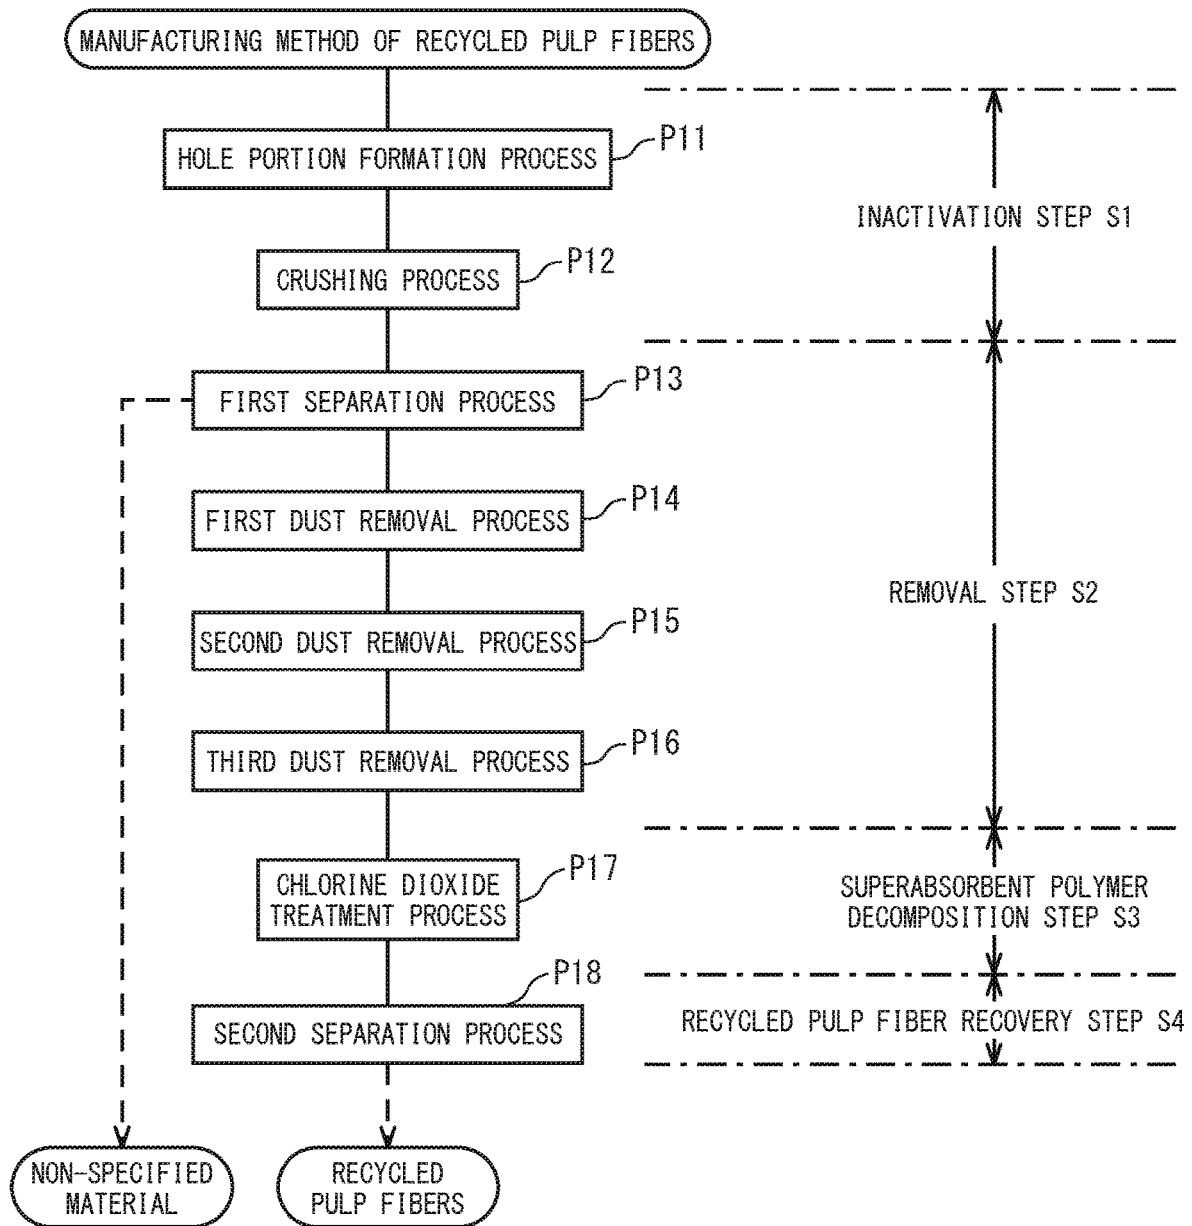 MANUFACTURING METHOD OF RECYCLED PULP FIBERS
P11
HOLE PORTION FORMATION PROCESS
INACTIVATION STEP S1
P12
CRUSHING PROCESS
P13
FIRST SEPARATION PROCESS
P14
FIRST DUST REMOVAL PROCESS
REMOVAL STEP S2
P15
SECOND DUST REMOVAL PROCESS
P16
THIRD DUST REMOVAL PROCESS
P17
CHLORINE DIOXIDE
TREATMENT PROCESS
SUPERABSORBENT POLYMER
DECOMPOSITION STEP S3
P18
SECOND SEPARATION PROCESS
RECYCLED PULP FIBER RECOVERY STEP S4
NON-SPECIFIED
MATERIAL
RECYCLED
PULP FIBERS